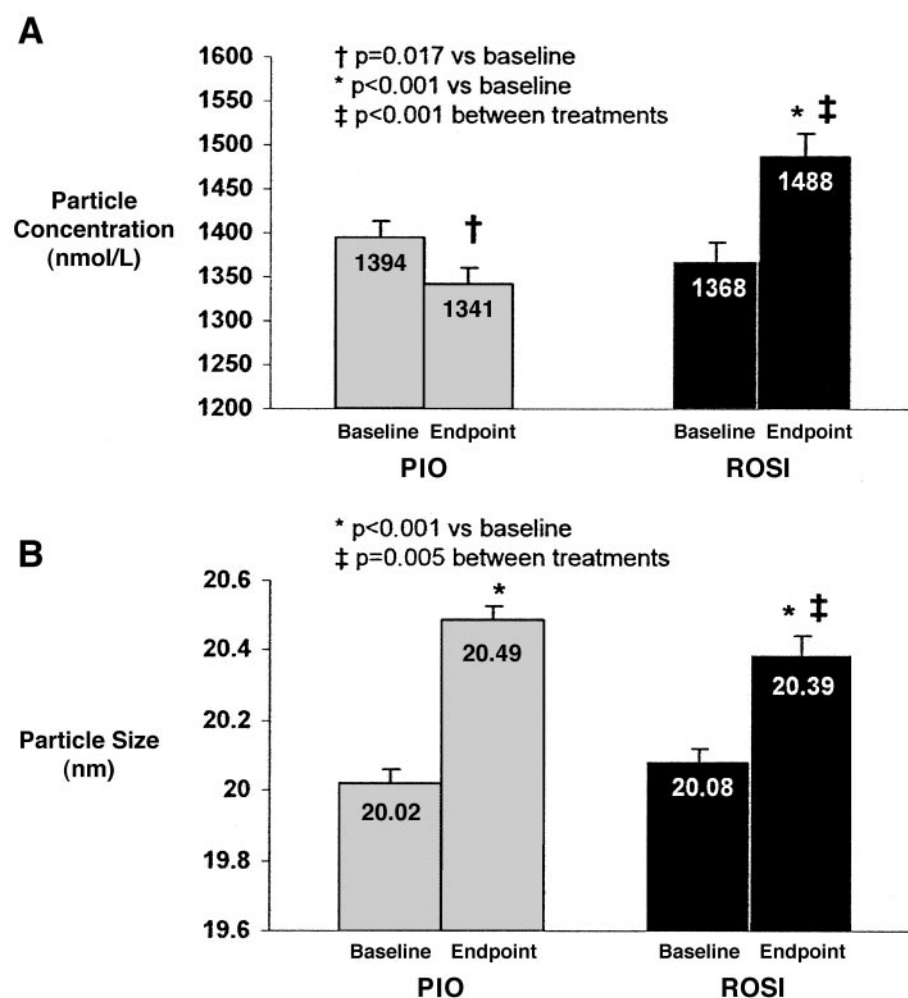 A
† p=0.017 vs baseline
* p<0.001 vs baseline
‡ p<0.001 between treatments
Particle
Concentration
(nmol/L)
1600
1550
1500
1450
1400
1350
1300
1250
1200
* ‡
†
1394
1341
1368
1488
Baseline Endpoint
Baseline Endpoint
PIO
ROSI
B
* p<0.001 vs baseline
‡ p=0.005 between treatments
Particle Size
(nm)
20.6
20.4
20.2
20
19.8
19.6
*
* ‡
20.02
20.49
20.08
20.39
Baseline Endpoint
Baseline Endpoint
PIO
ROSI